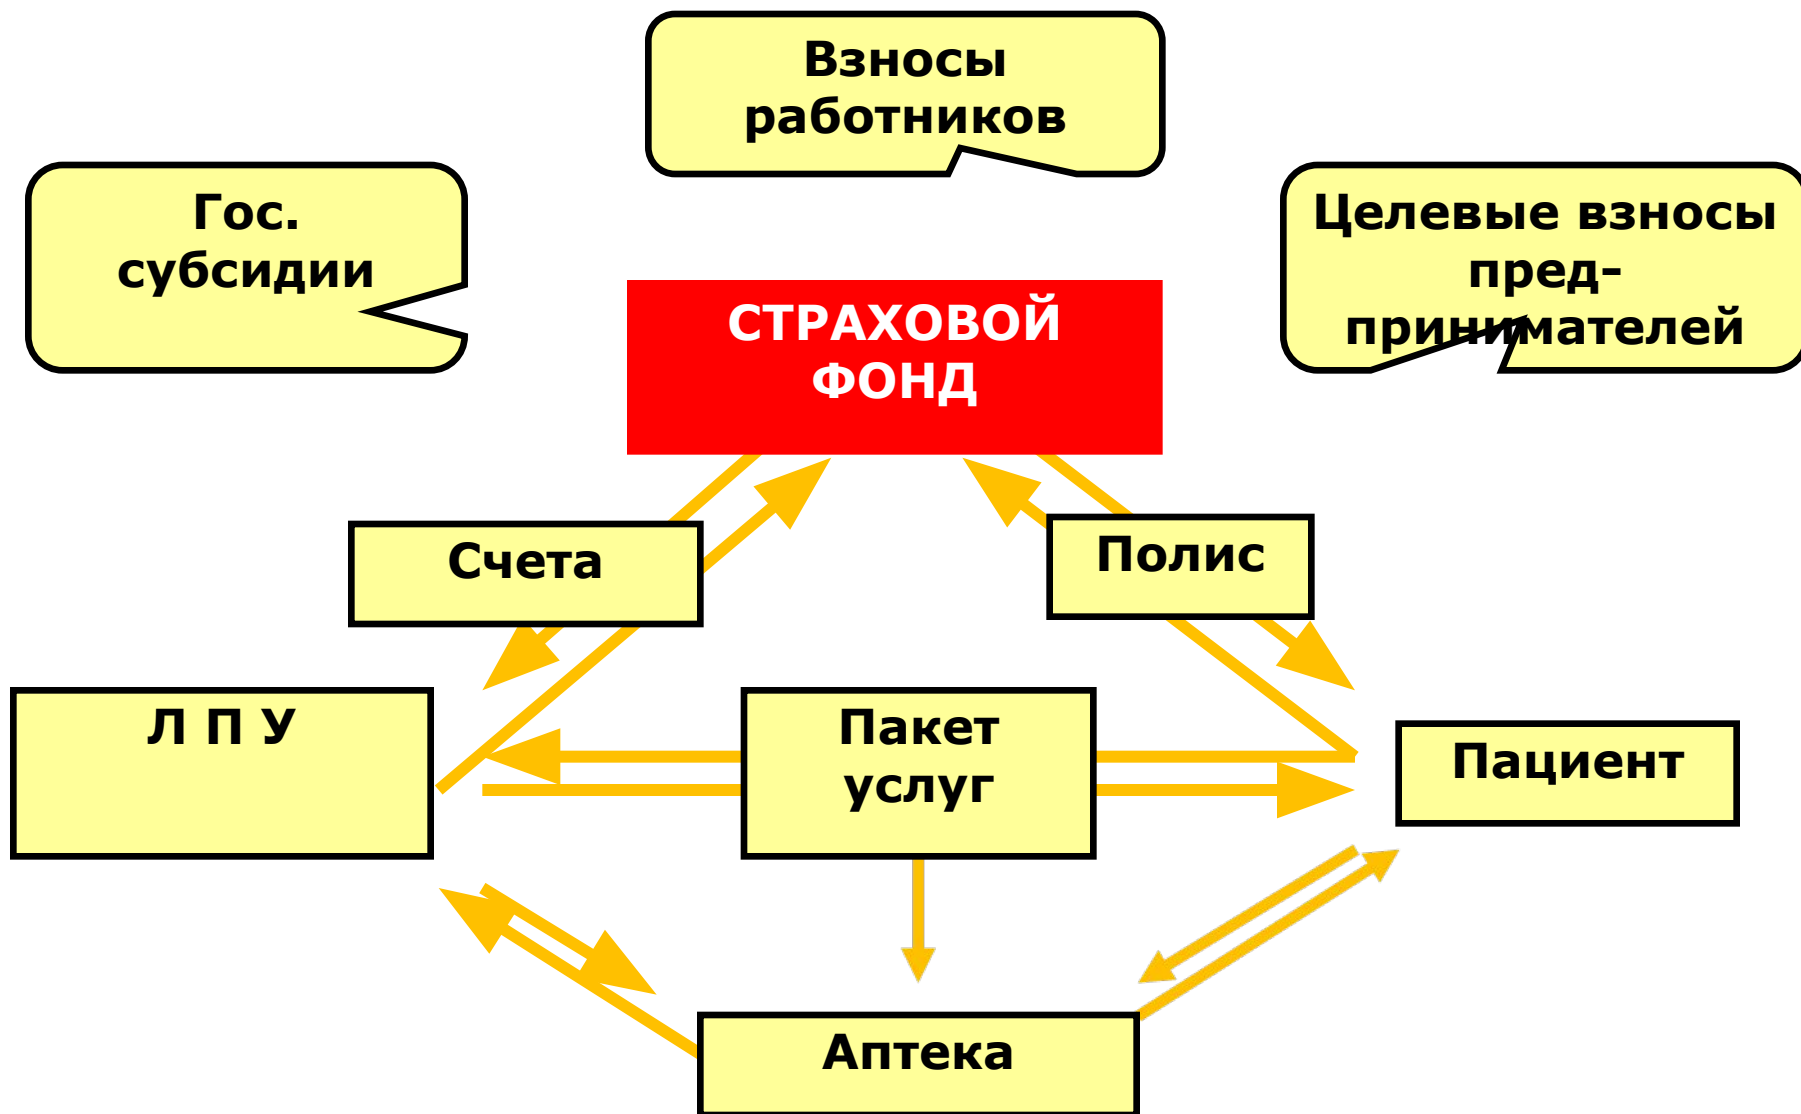 Взносы
работников
Гос.
субсидии
Целевые взносы
пред-
принимателей
СТРАХОВОЙ
ФОНД
Счета
Полис
Л П У
Пакет
услуг
Пациент
Аптека